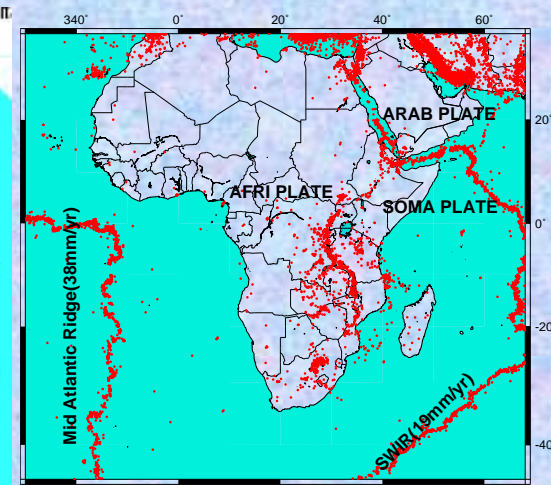 340° 0° 20° 40° 60°
ARAB PLATE
20°
AFRI PLATE
SOMA PLATE
0°
Mid Atlantic Ridge(38mm/yr)
-20
SWIR(19mm/yr)
-40